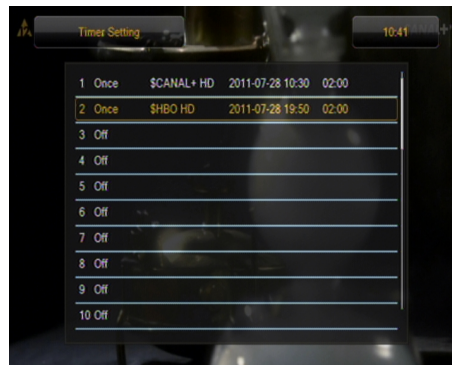 Timer Setting
10:41
1 Once $CANAL+ HD 2011-07-28 10:30 02:00
2 Once $HBO HD 2011-07-28 19:50 02:00
3 Off
4 Off
5 Off
6 Off
7 Off
8 Off
9 Off
10 Off